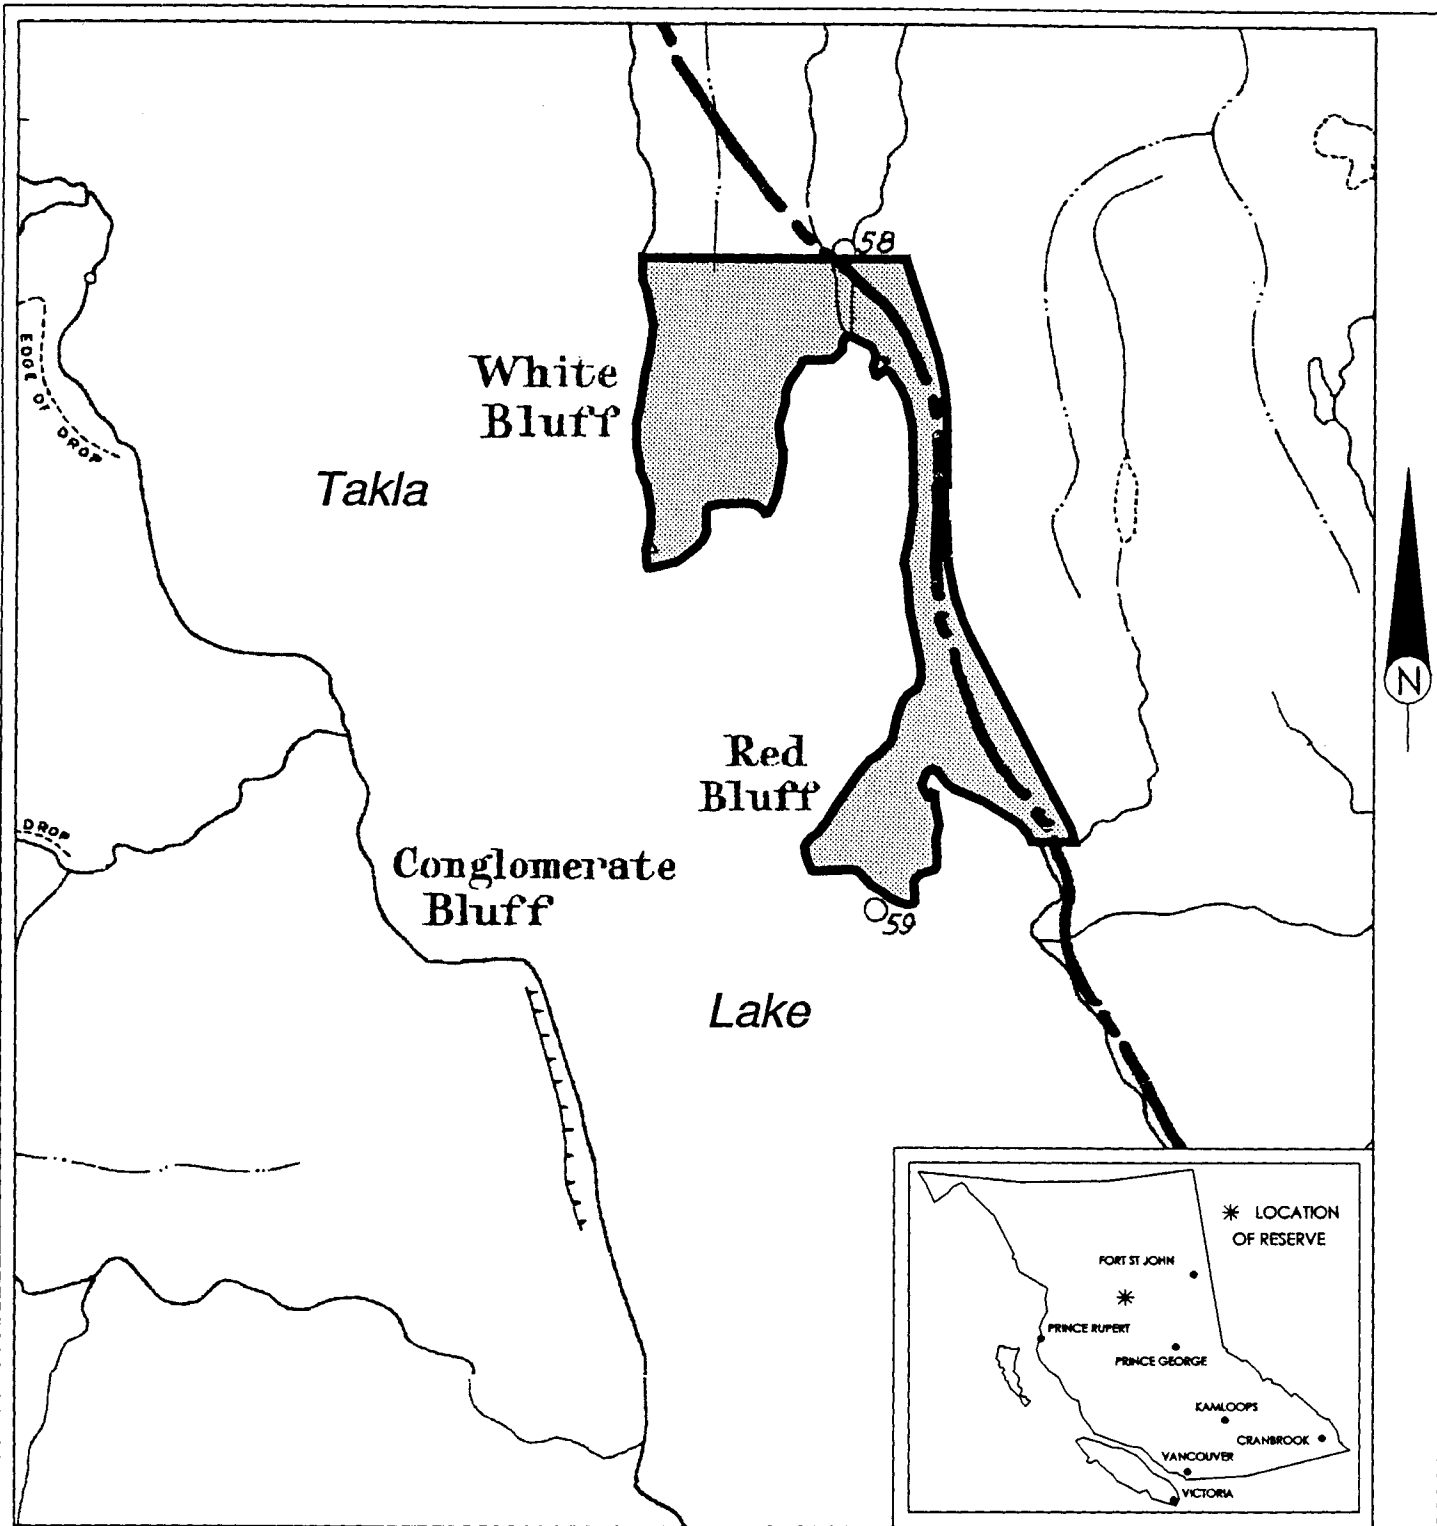 58
White
Bluff
EDGE OF DROP
Takla
N
Red
Bluff
DROP
Conglomerate
Bluff
59
Lake
LOCATION
OF RESERVE
FORT ST JOHN
PRINCE RUPERT
PRINCE GEORGE
KAMLOOPS
CRANBROOK
VANCOUVER
VICTORIA